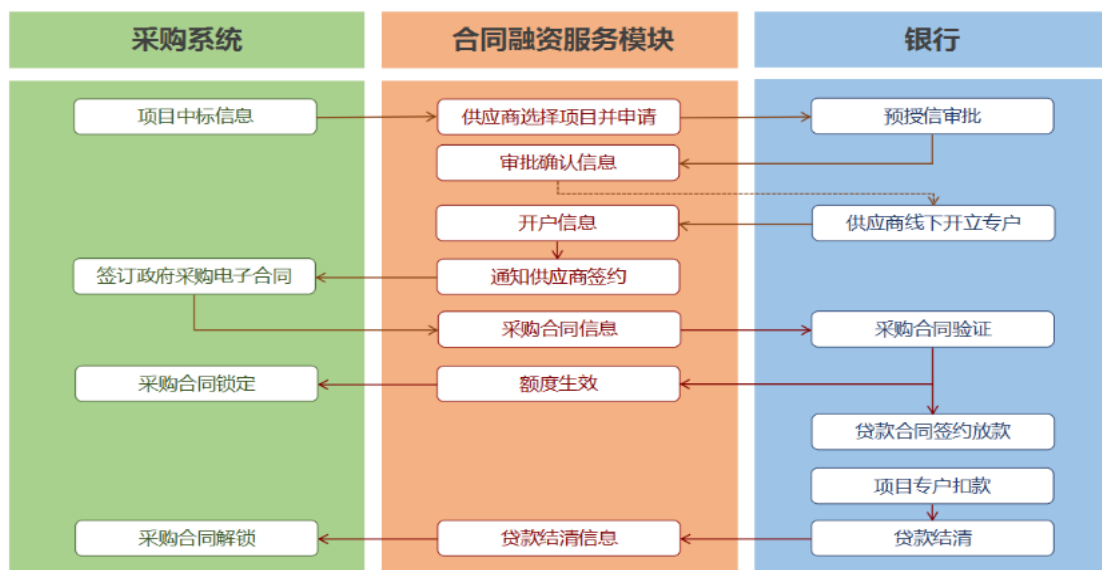 采购系统
合同融资服务模块
银行
项目中标信息
供应商选择项目并申请
预授信审批
审批确认信息
开户信息
供应商线下开立专户
签订政府采购电子合同
通知供应商签约
采购合同信息
采购合同验证
采购合同锁定
额度生效
贷款合同签约放款
项目专户扣款
采购合同解锁
贷款结清信息
贷款结清